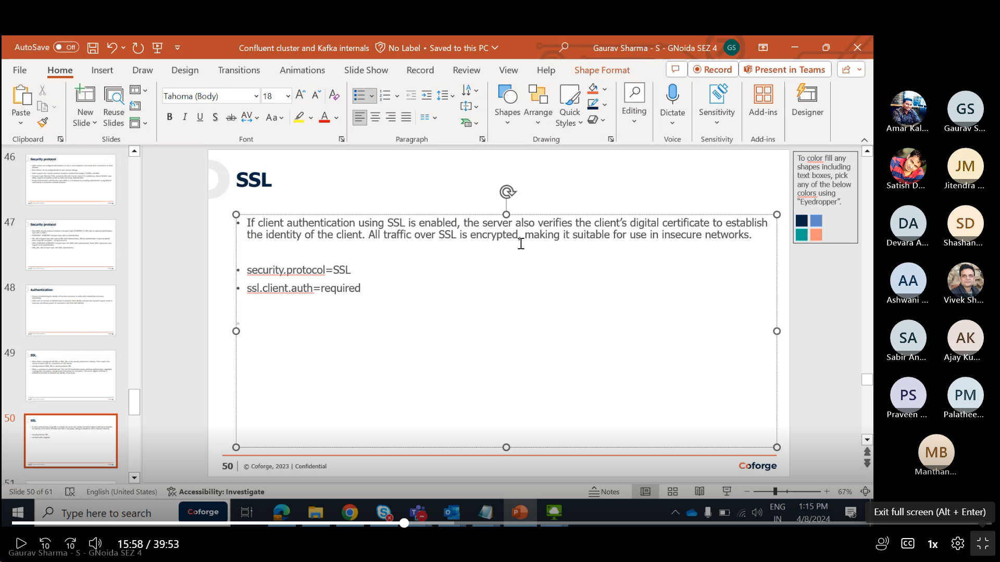 AutoSave Off
Confluent cluster and Kafka internals No Label • Saved to this PC
Gaurav Sharma - S - GNoida SEZ 4 GS
File Home Insert Draw Design Transitions Animations Slide Show Record Review View Help Shape Format
Record Present in Teams
Tahoma (Body) 18
Paste New Slide Reuse Slides
Shapes Arrange Quick Styles Editing Dictate Sensitivity Add-ins Designer
Clipboard Slides Font Paragraph Drawing Voice Sensitivity Add-ins
46
Security protocol
47
Security protocol
48
Authentication
49
SSL
50
SSL
51
SSL
• If client authentication using SSL is enabled, the server also verifies the client’s digital certificate to establish
the identity of the client. All traffic over SSL is encrypted, making it suitable for use in insecure networks.
• security.protocol=SSL
• ssl.client.auth=required
50 © Coforge, 2023 | Confidential
Coforge
To color fill any
shapes including
text boxes, pick
any of the below
colors using
“Eyedropper”.
Slide 50 of 61 English (United States) Accessibility: Investigate
Notes 67%
Type here to search Coforge
ENG
IN
1:15 PM
4/8/2024
Exit full screen (Alt + Enter)
10 10 15:58 / 39:53
CC 1x
Gaurav Sharma - S - GNoida SEZ 4
Amar Kal...
GS
Gaurav S...
Satish D...
JM
Jitendra ...
DA
Devara A...
SD
Shashan...
AA
Ashwani ...
Vivek Sh...
SA
Sabir An...
AK
Ajay Ku...
PS
Praveen ...
PM
Palathee...
MB
Manthan...